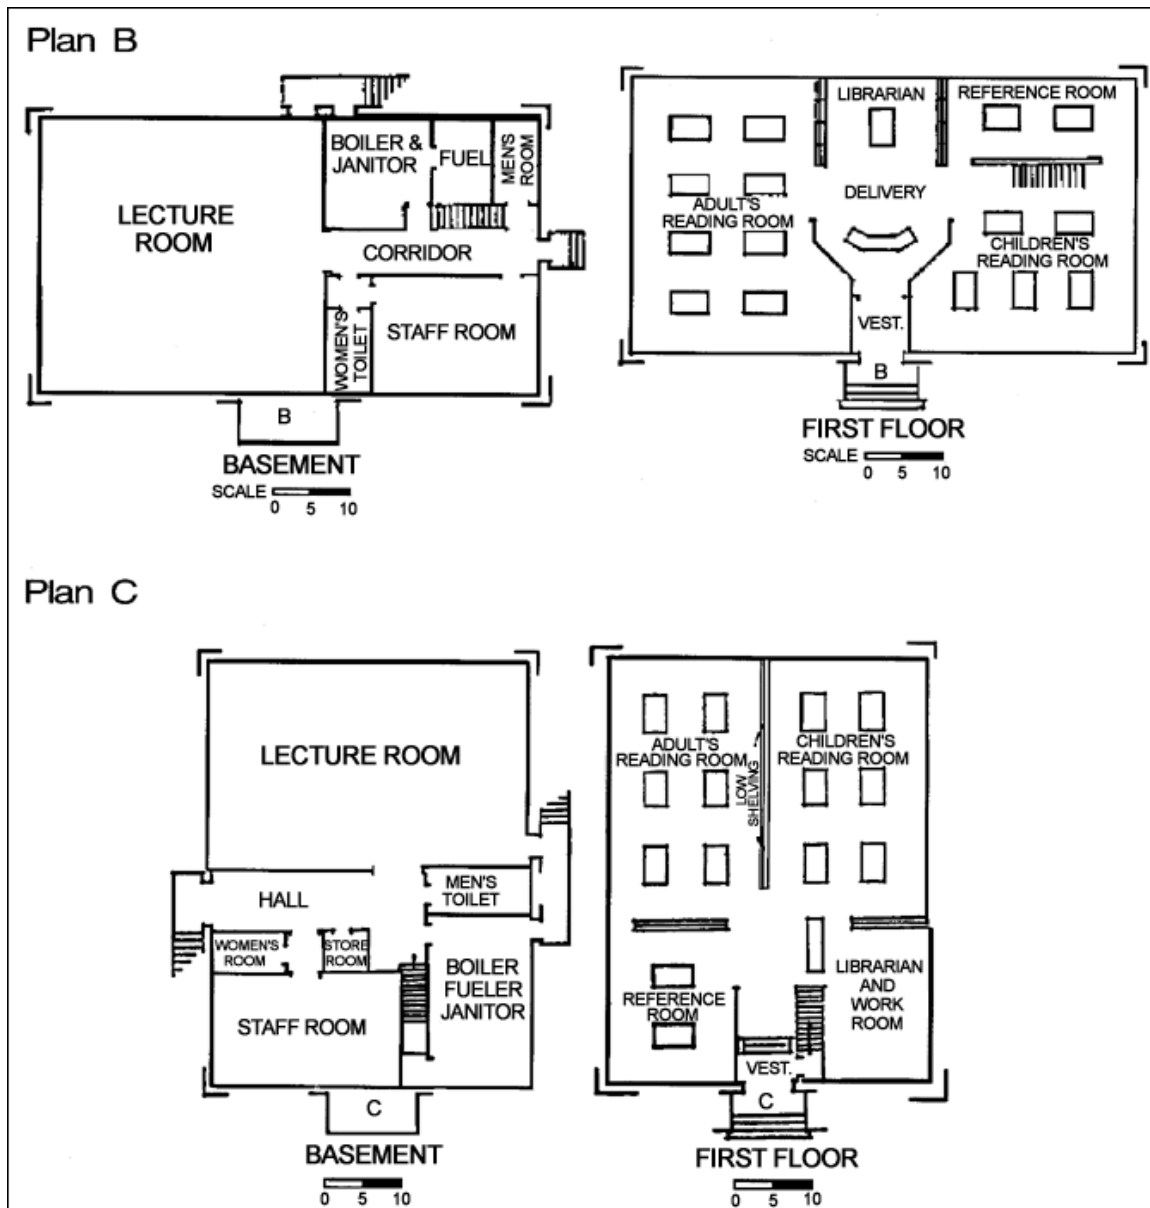 Plan B
LECTURE
ROOM
BOILER &
JANITOR
FUEL
MEN'S
ROOM
CORRIDOR
WOMEN'S
TOILET
STAFF ROOM
B
BASEMENT
SCALE
0 5 10
LIBRARIAN
REFERENCE ROOM
DELIVERY
ADULT'S
READING ROOM
CHILDREN'S
READING ROOM
VEST.
B
FIRST FLOOR
SCALE
0 5 10
Plan C
LECTURE ROOM
HALL
MEN'S
TOILET
WOMEN'S
ROOM
STORE
ROOM
BOILER
FUELER
JANITOR
STAFF ROOM
C
BASEMENT
0 5 10
ADULT'S
READING ROOM
LOW
SHELVING
CHILDREN'S
READING ROOM
REFERENCE
ROOM
LIBRARIAN
AND
WORK
ROOM
VEST.
C
FIRST FLOOR
0 5 10